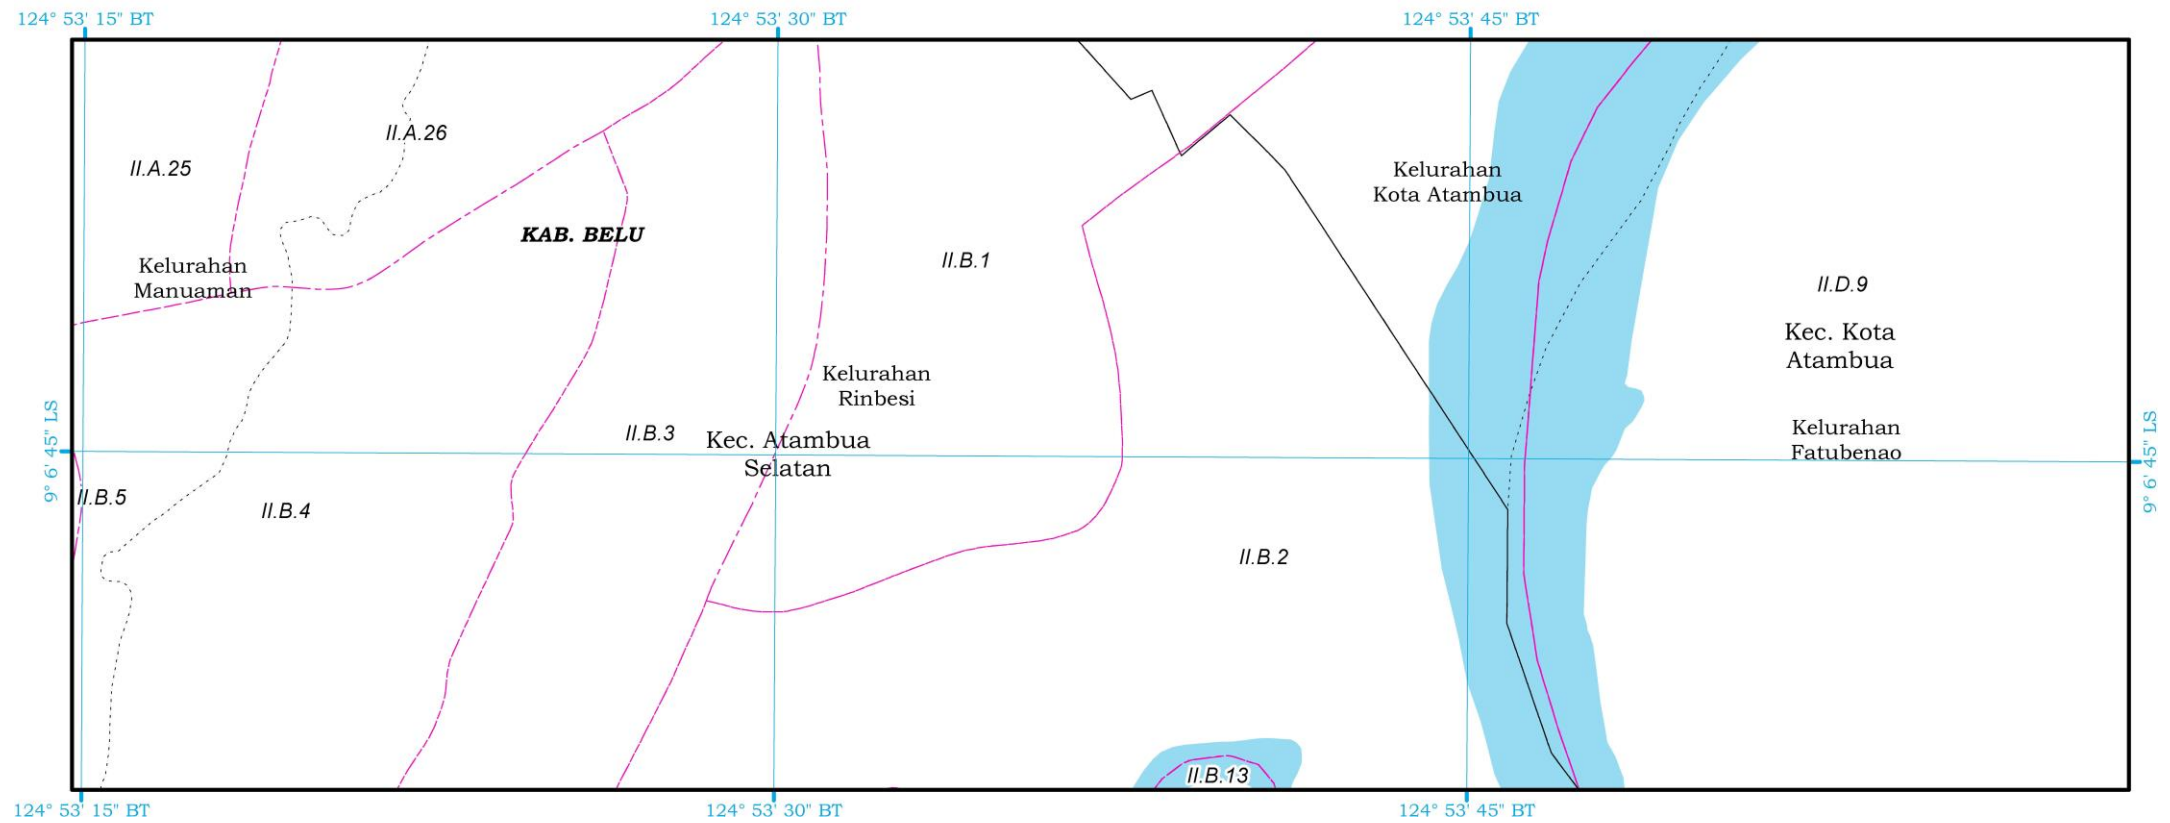 124° 53' 15" BT
124° 53' 30" BT
124° 53' 45" BT
II.A.26
II.A.25
Kelurahan
Kota Atambua
KAB. BELU
II.B.1
Kelurahan
Manuaman
II.D.9
Kec. Kota
Atambua
Kelurahan
Rinbesi
II.B.3
Kec. Atambua
Selatan
Kelurahan
Fatubenao
9° 6' 45" LS
9° 6' 45" LS
II.B.5
II.B.4
II.B.2
II.B.13
124° 53' 15" BT
124° 53' 30" BT
124° 53' 45" BT